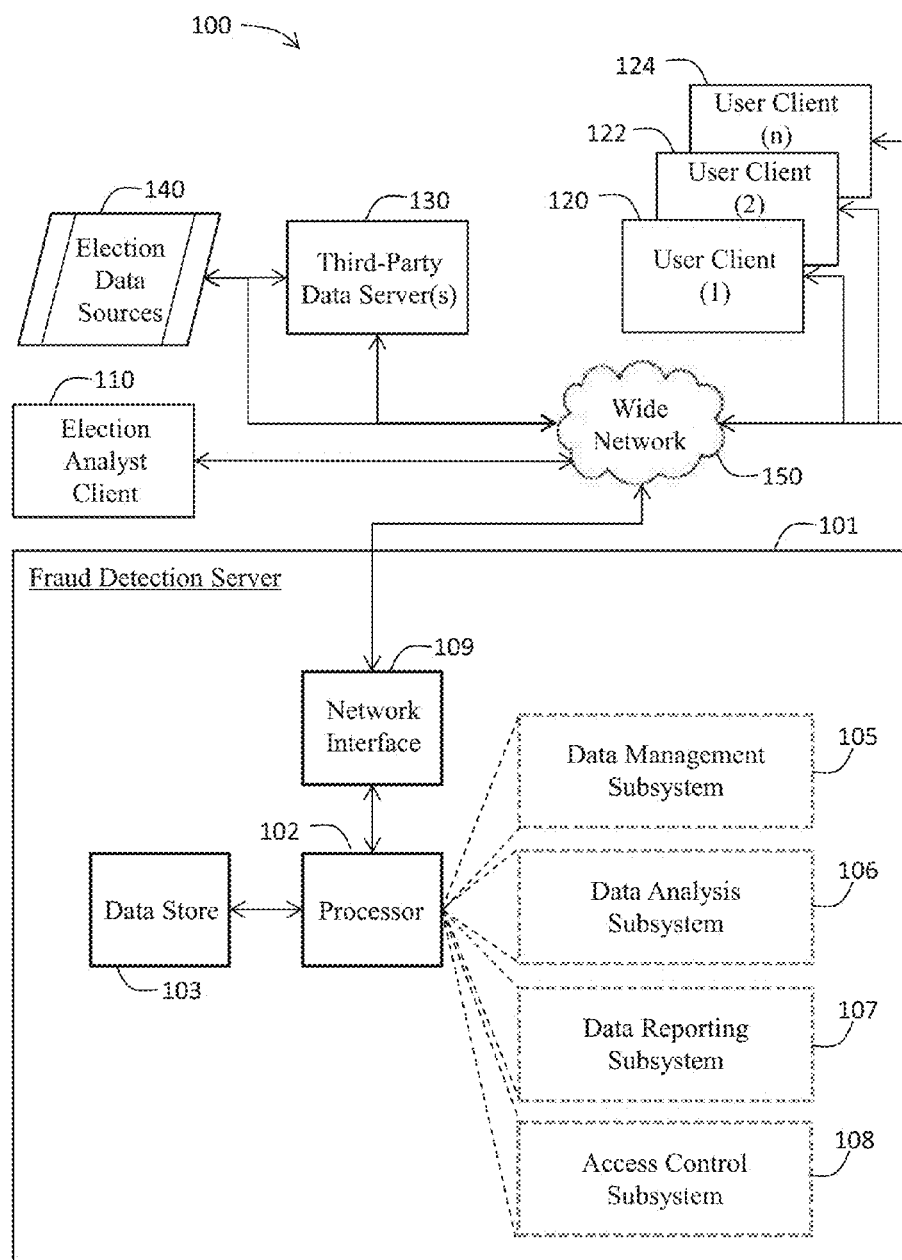 100
124
User Client
(n)
122
User Client
(2)
120
User Client
(1)
140
Election
Data
Sources
130
Third-Party
Data Server(s)
110
Election
Analyst
Client
Wide
Network
150
101
Fraud Detection Server
109
Network
Interface
102
Processor
Data Store
103
Data Management
Subsystem
105
Data Analysis
Subsystem
106
Data Reporting
Subsystem
107
Access Control
Subsystem
108